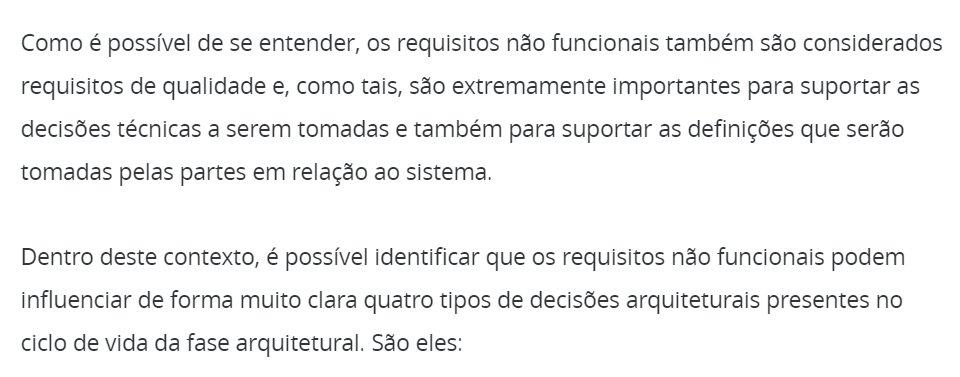 Como é possível de se entender, os requisitos não funcionais também são considerados
requisitos de qualidade e, como tais, são extremamente importantes para suportar as
decisões técnicas a serem tomadas e também para suportar as definições que serão
tomadas pelas partes em relação ao sistema.
Dentro deste contexto, é possível identificar que os requisitos não funcionais podem
influenciar de forma muito clara quatro tipos de decisões arquiteturais presentes no
ciclo de vida da fase arquitetural. São eles: